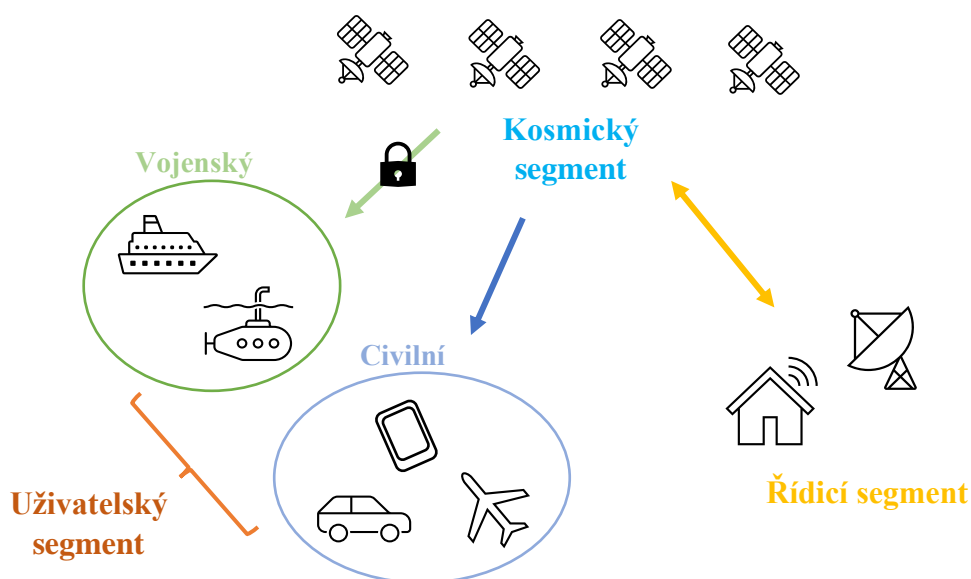 Kosmický
segment
Vojenský
Civilní
Uživatelský
segment
Řídicí segment